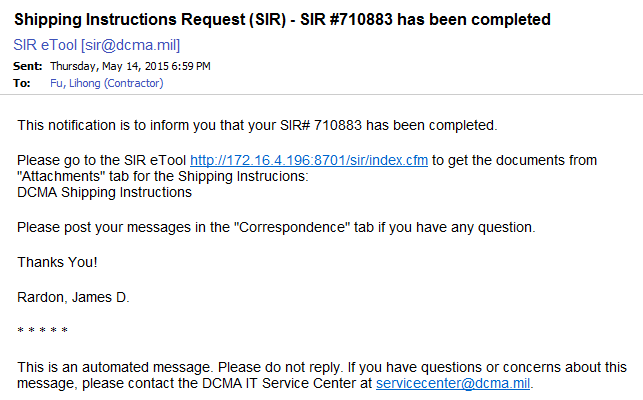 Shipping Instructions Request (SIR) - SIR #710883 has been completed
SIR eTool [sir@dcma.mil]
Sent: Thursday, May 14, 2015 6:59 PM
To: Fu, Lihong (Contractor)
This notification is to inform you that your SIR# 710883 has been completed.
Please go to the SIR eTool http://172.16.4.196:8701/sir/index.cfm to get the documents from
"Attachments" tab for the Shipping Instrucions:
DCMA Shipping Instructions
Please post your messages in the "Correspondence" tab if you have any question.
Thanks You!
Rardon, James D.
* * * * *
This is an automated message. Please do not reply. If you have questions or concerns about this
message, please contact the DCMA IT Service Center at servicecenter@dcma.mil.